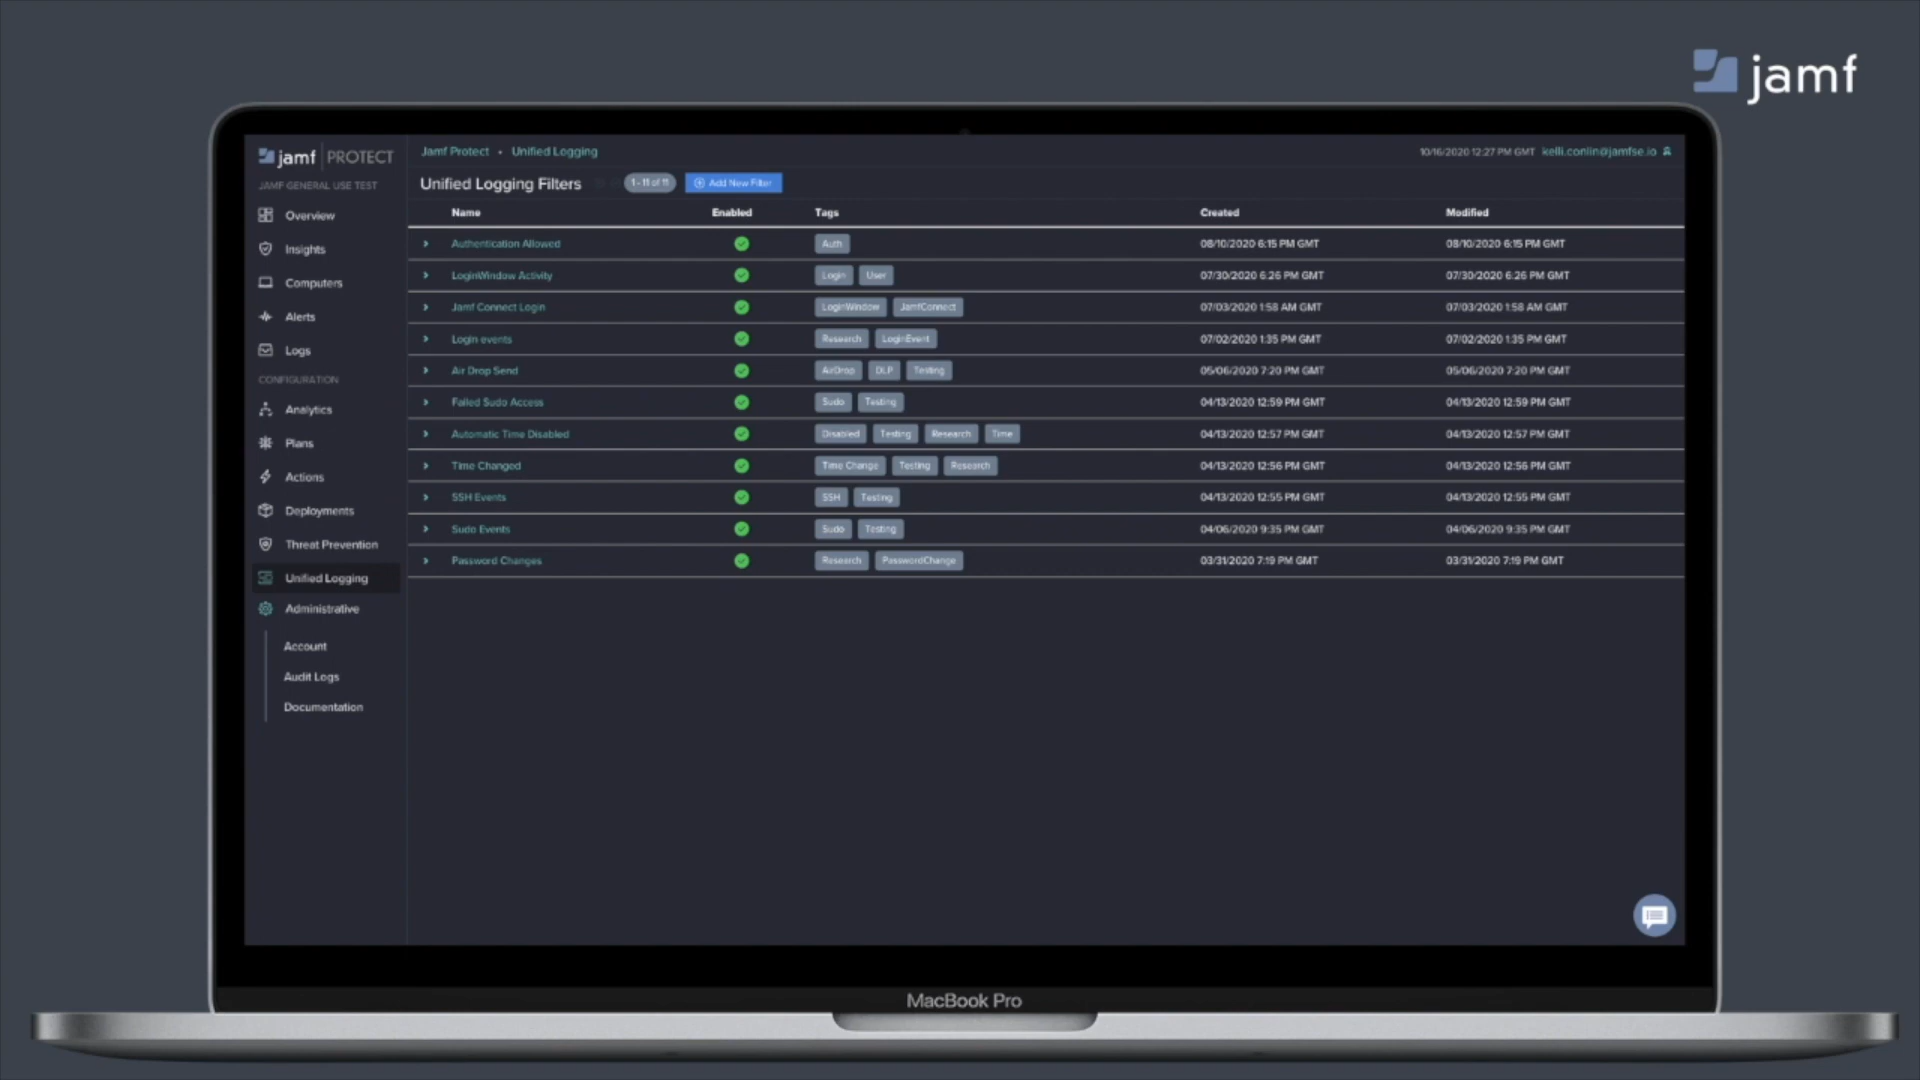 jamf
jamf PROTECT
JAMF GENERAL USE TEST
Overview
Insights
Computers
Alerts
Logs
CONFIGURATION
Analytics
Plans
Actions
Deployments
Threat Prevention
Unified Logging
Administrative
Account
Audit Logs
Documentation
Jamf Protect • Unified Logging
10/16/2020 12:27 PM GMT kelli.conlin@jamfse.io
Unified Logging Filters 1 - 11 of 11 Add New Filter
Name Enabled Tags Created Modified
Authentication Allowed Auth 08/10/2020 6:15 PM GMT 08/10/2020 6:15 PM GMT
LoginWindow Activity Login User 07/30/2020 6:26 PM GMT 07/30/2020 6:26 PM GMT
Jamf Connect Login LoginWindow JamfConnect 07/03/2020 1:58 AM GMT 07/03/2020 1:58 AM GMT
Login events Research LoginEvent 07/02/2020 1:35 PM GMT 07/02/2020 1:35 PM GMT
Air Drop Send AirDrop DLP Testing 05/06/2020 7:20 PM GMT 05/06/2020 7:20 PM GMT
Failed Sudo Access Sudo Testing 04/13/2020 12:59 PM GMT 04/13/2020 12:59 PM GMT
Automatic Time Disabled Disabled Testing Research Time 04/13/2020 12:57 PM GMT 04/13/2020 12:57 PM GMT
Time Changed Time Change Testing Research 04/13/2020 12:56 PM GMT 04/13/2020 12:56 PM GMT
SSH Events SSH Testing 04/13/2020 12:55 PM GMT 04/13/2020 12:55 PM GMT
Sudo Events Sudo Testing 04/06/2020 9:35 PM GMT 04/06/2020 9:35 PM GMT
Password Changes Research PasswordChange 03/31/2020 7:19 PM GMT 03/31/2020 7:19 PM GMT
MacBook Pro